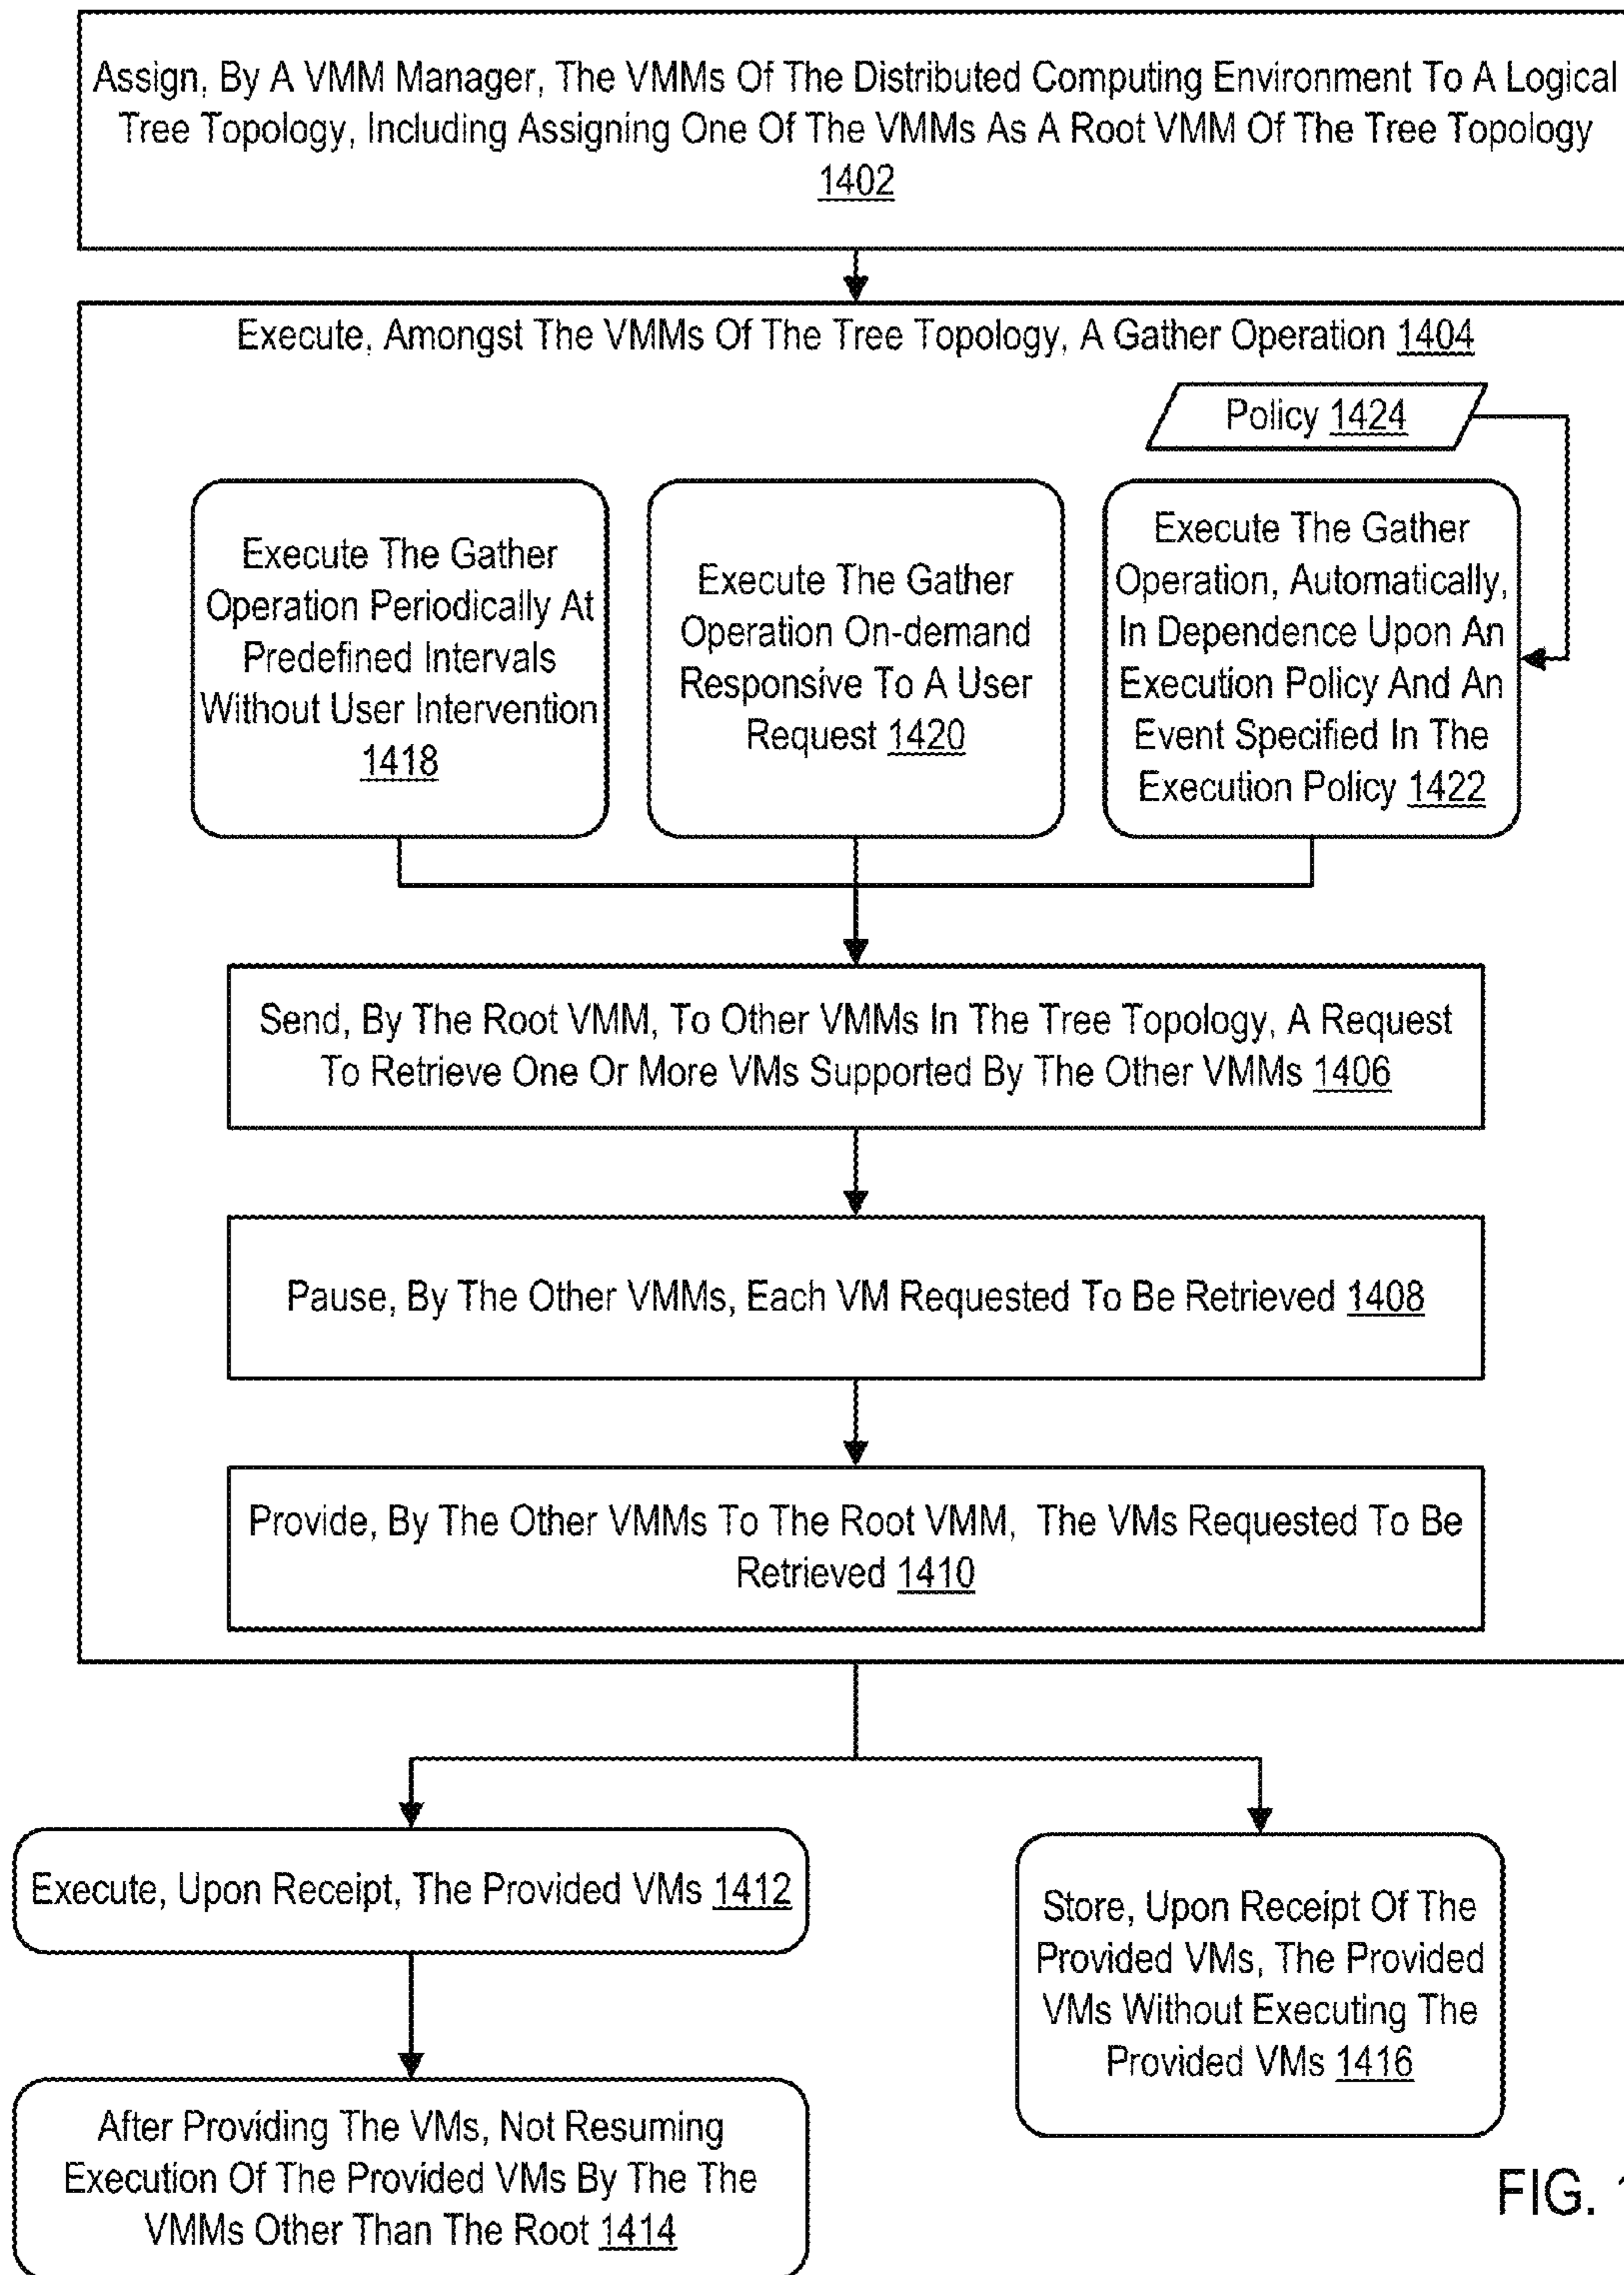 Assign, By A VMM Manager, The VMMs Of The Distributed Computing Environment To A Logical
Tree Topology, Including Assigning One Of The VMMs As A Root VMM Of The Tree Topology
1402
Execute, Amongst The VMMs Of The Tree Topology, A Gather Operation 1404
Policy 1424
Execute The Gather
Operation Periodically At
Predefined Intervals
Without User Intervention
1418
Execute The Gather
Operation On-demand
Responsive To A User
Request 1420
Execute The Gather
Operation, Automatically,
In Dependence Upon An
Execution Policy And An
Event Specified In The
Execution Policy 1422
Send, By The Root VMM, To Other VMMs In The Tree Topology, A Request
To Retrieve One Or More VMs Supported By The Other VMMs 1406
Pause, By The Other VMMs, Each VM Requested To Be Retrieved 1408
Provide, By The Other VMMs To The Root VMM, The VMs Requested To Be
Retrieved 1410
Execute, Upon Receipt, The Provided VMs 1412
After Providing The VMs, Not Resuming
Execution Of The Provided VMs By The The
VMMs Other Than The Root 1414
Store, Upon Receipt Of The
Provided VMs, The Provided
VMs Without Executing The
Provided VMs 1416
FIG.